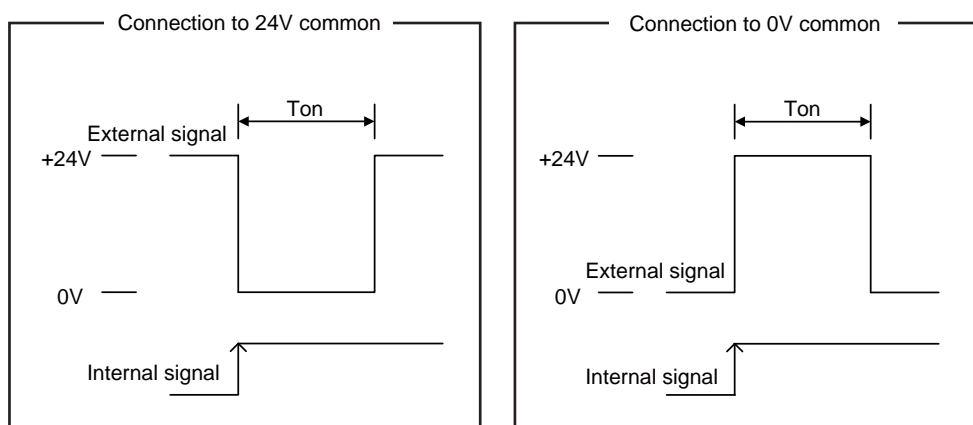 Connection to 24V common
Ton
External signal
+24V
0V
Internal signal
Connection to 0V common
Ton
+24V
External signal
0V
Internal signal